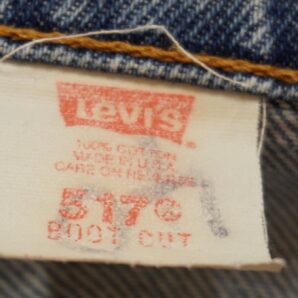 Levi's
100% COTTON
MADE IN U.S.A.
CARE ON REVERSE
517®
BOOT CUT